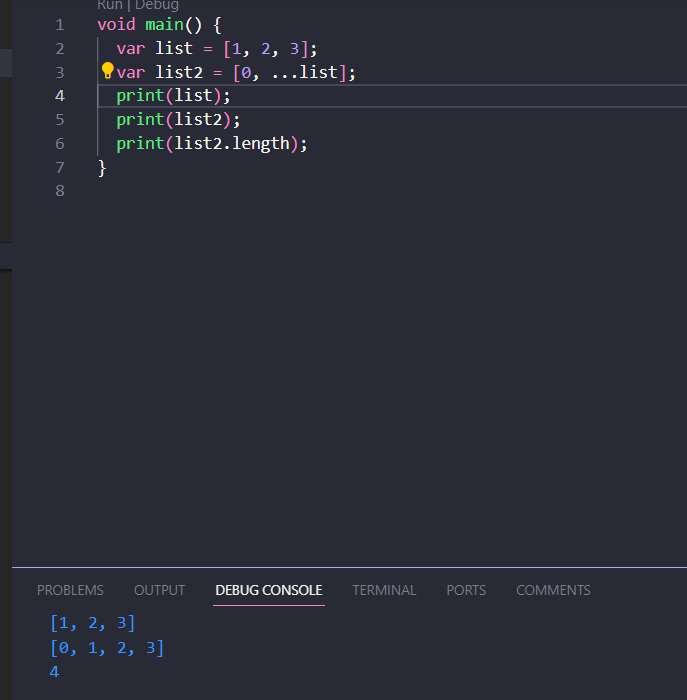 Run | Debug
1 void main() {
2 var list = [1, 2, 3];
3 var list2 = [0, ...list];
4 print(list);
5 print(list2);
6 print(list2.length);
7 }
8
PROBLEMS OUTPUT DEBUG CONSOLE TERMINAL PORTS COMMENTS
[1, 2, 3]
[0, 1, 2, 3]
4